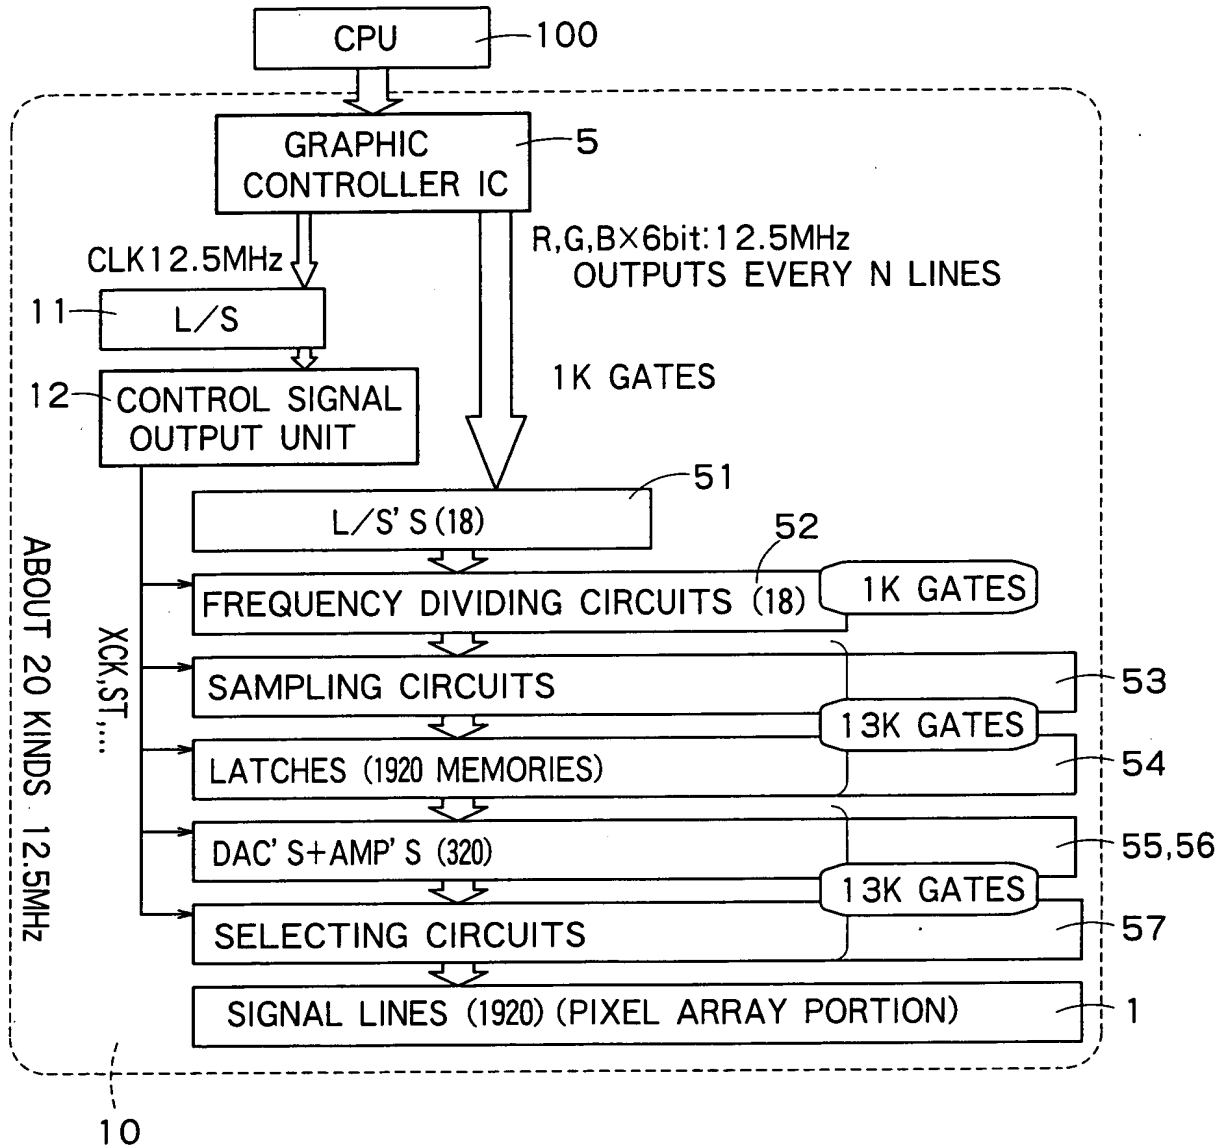 CPU
100
GRAPHIC
CONTROLLER IC
5
R,G,B×6bit:12.5MHz
OUTPUTS EVERY N LINES
CLK12.5MHz
11
L/S
1K GATES
12
CONTROL SIGNAL
OUTPUT UNIT
51
L/S'S (18)
52
FREQUENCY DIVIDING CIRCUITS (18)
1K GATES
ABOUT 20 KINDS 12.5MHz
XCK,ST,...
SAMPLING CIRCUITS
53
13K GATES
LATCHES (1920 MEMORIES)
54
DAC'S+AMP'S (320)
55,56
13K GATES
SELECTING CIRCUITS
57
SIGNAL LINES (1920) (PIXEL ARRAY PORTION)
1
10